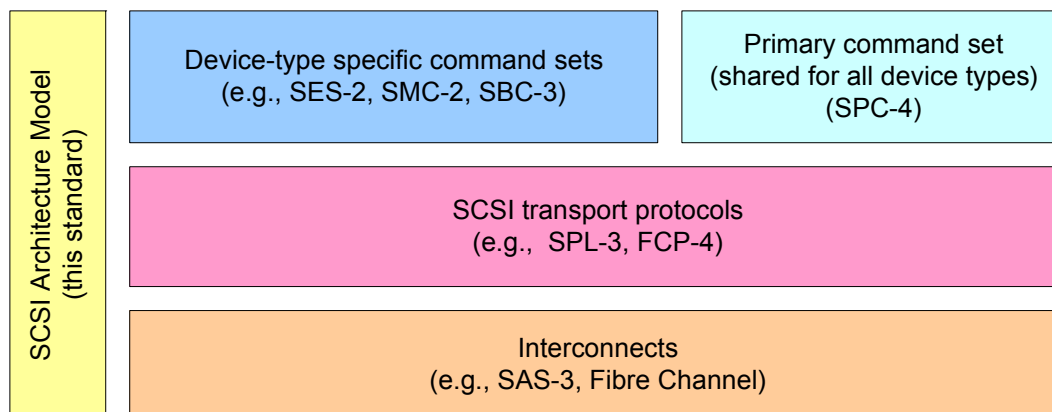 SCSI Architecture Model
(this standard)
Device-type specific command sets
(e.g., SES-2, SMC-2, SBC-3)
Primary command set
(shared for all device types)
(SPC-4)
SCSI transport protocols
(e.g.,  SPL-3, FCP-4)
Interconnects
(e.g., SAS-3, Fibre Channel)